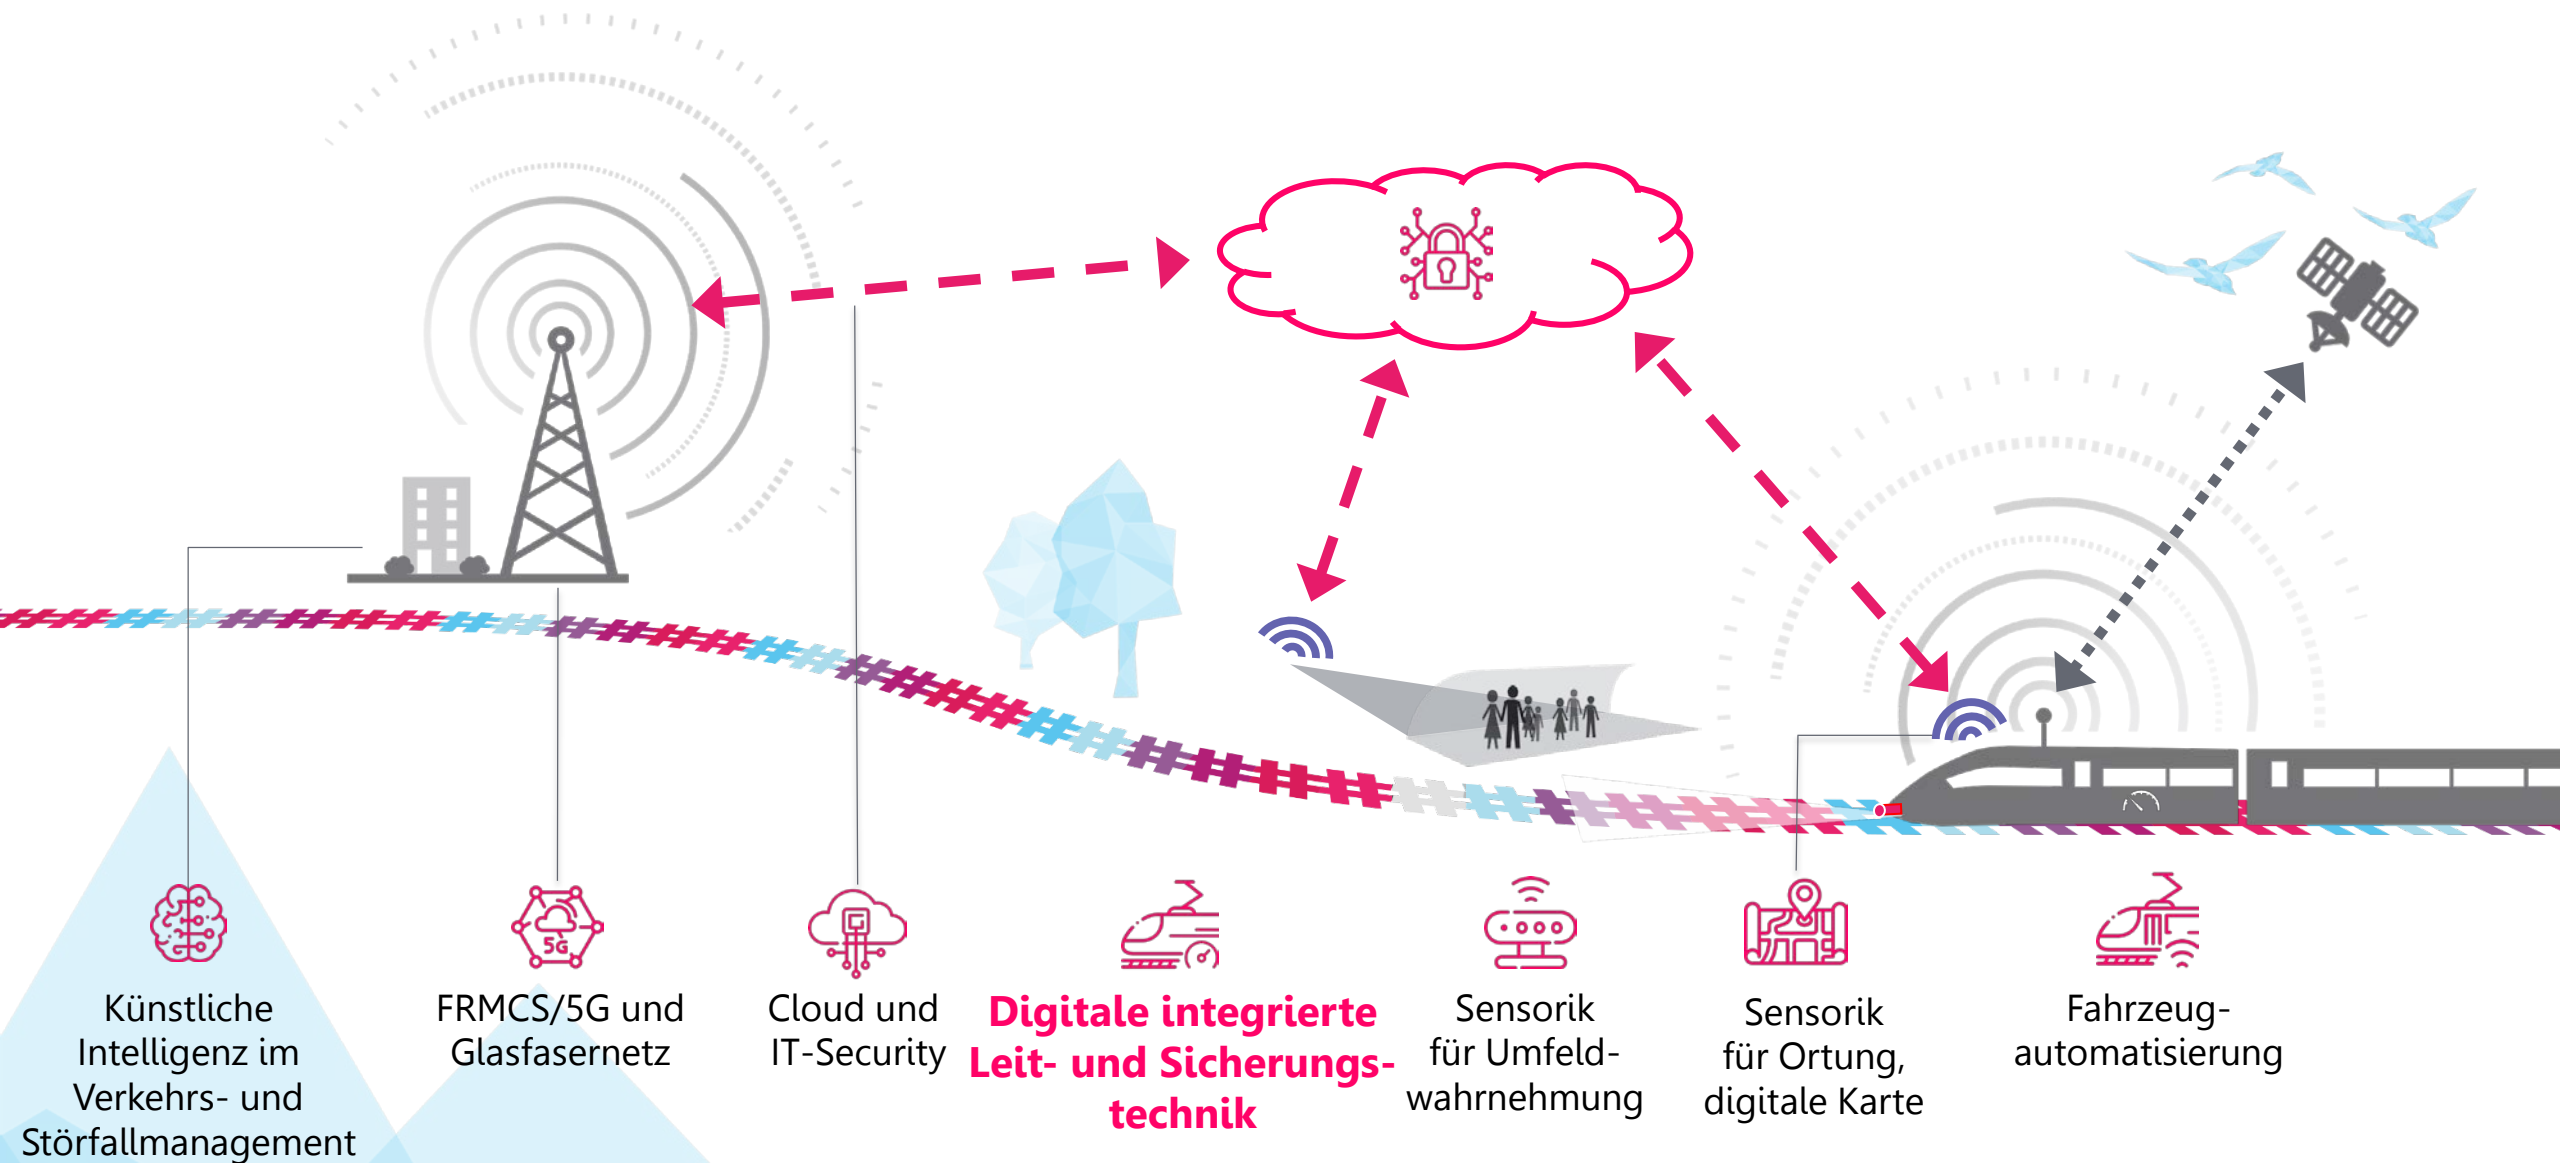 5G
Künstliche
Intelligenz im
Verkehrs- und
Störfallmanagement
FRMCS/5G und
Glasfasernetz
Cloud und
IT-Security
Digitale integrierte
Leit- und Sicherungs-
technik
Sensorik
für Umfeld-
wahrnehmung
Sensorik
für Ortung,
digitale Karte
Fahrzeug-
automatisierung